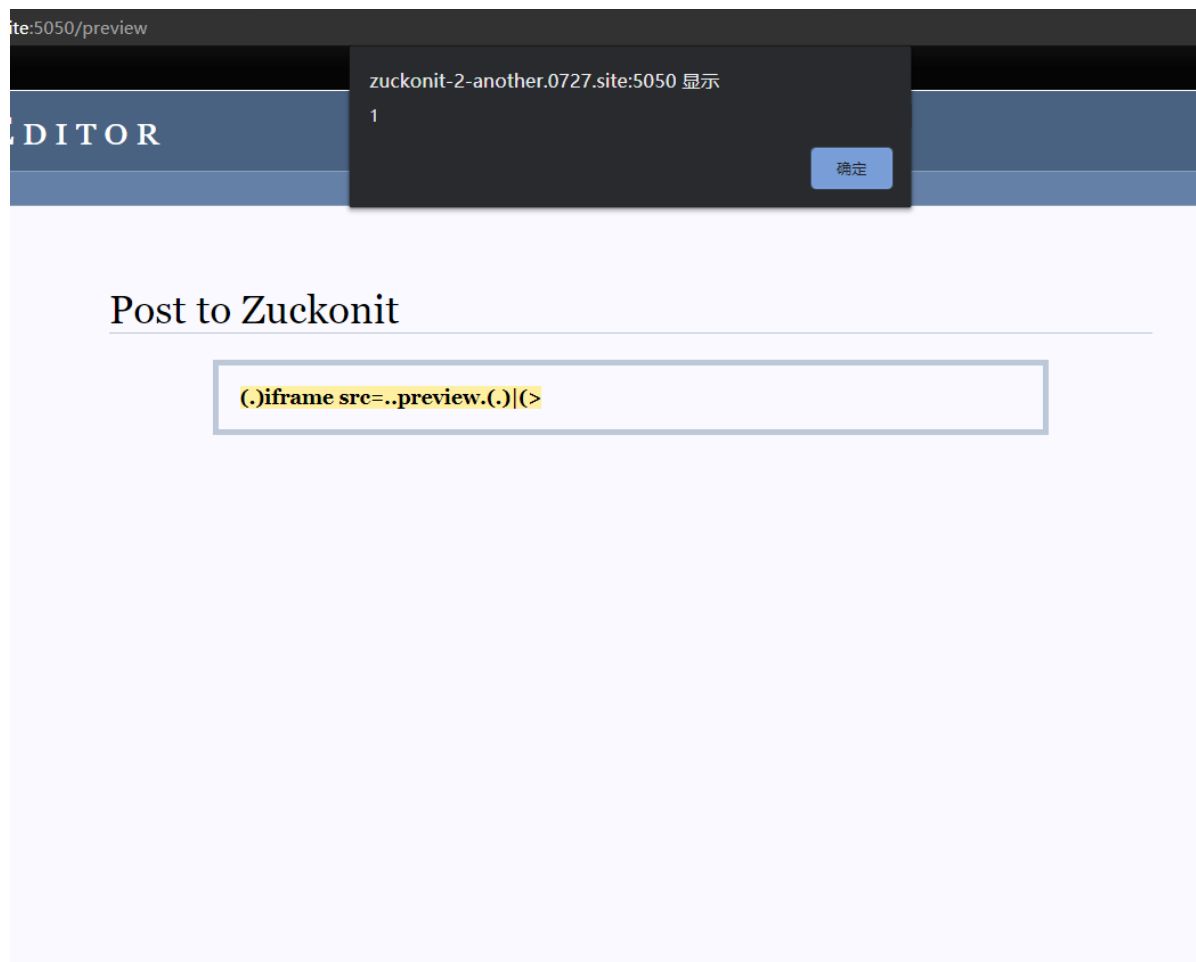 ite:5050/preview
zuckonit-2-another.0727.site:5050 显示
1
确定
EDITOR
Post to Zuckonit
(.)iframe src=..preview.(.)|(>